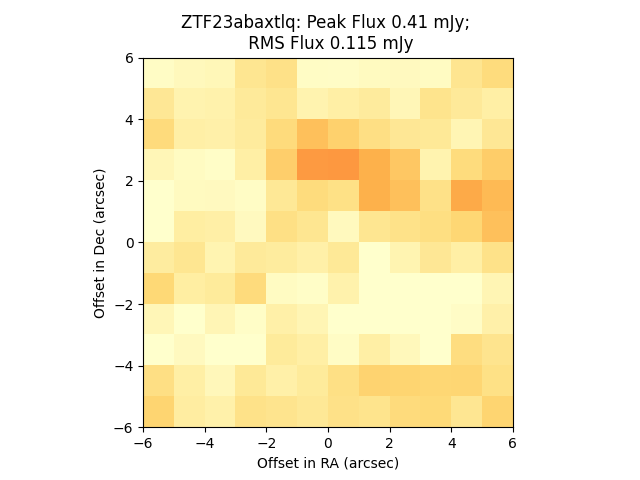 ZTF23abaxtlq: Peak Flux 0.41 mJy;
RMS Flux 0.115 mJy
6
4
2
0
−2
−4
−6
Offset in Dec (arcsec)
−6 −4 −2 0 2 4 6
Offset in RA (arcsec)